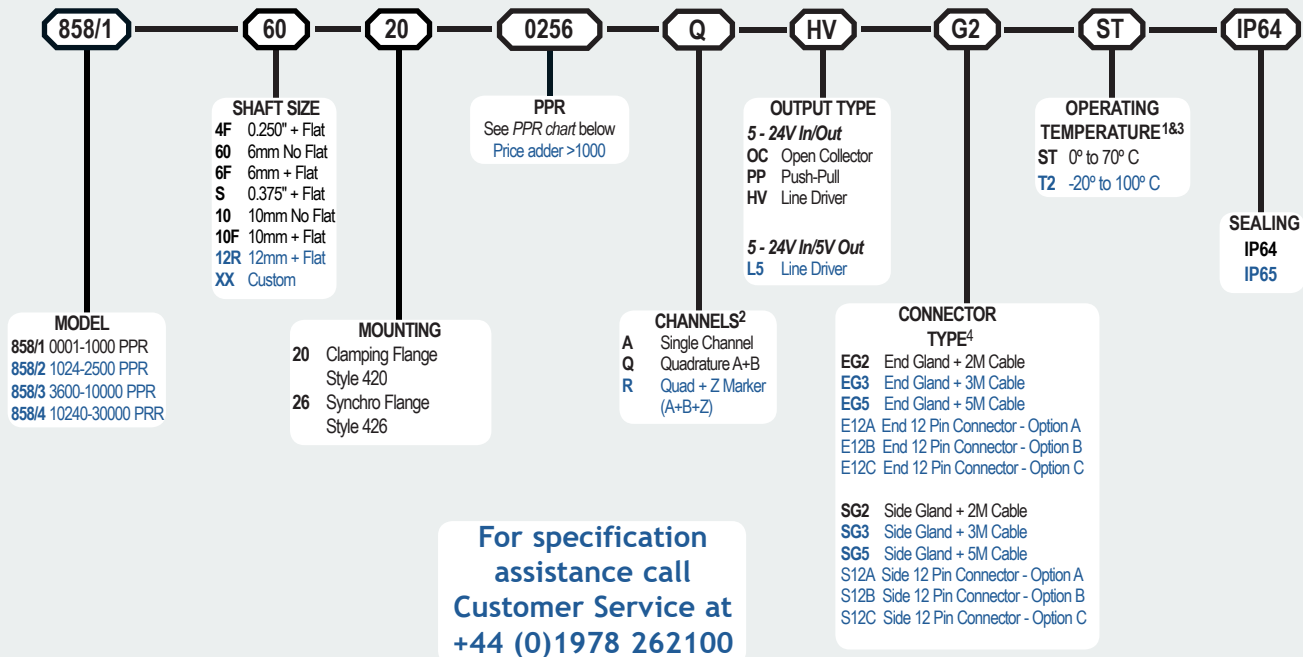 858/1 60 20 0256 Q HV G2 ST IP64
SHAFT SIZE
4F 0.250" + Flat
60 6mm No Flat
6F 6mm + Flat
S 0.375" + Flat
10 10mm No Flat
10F 10mm + Flat
12R 12mm + Flat
XX Custom
PPR
See PPR chart below
Price adder >1000
OUTPUT TYPE
5 - 24V In/Out
OC Open Collector
PP Push-Pull
HV Line Driver
5 - 24V In/5V Out
L5 Line Driver
OPERATING
TEMPERATURE1&3
ST 0º to 70º C
T2 -20º to 100º C
SEALING
IP64
IP65
MODEL
858/1 0001-1000 PPR
858/2 1024-2500 PPR
858/3 3600-10000 PPR
858/4 10240-30000 PRR
MOUNTING
20 Clamping Flange
Style 420
26 Synchro Flange
Style 426
CHANNELS2
A Single Channel
Q Quadrature A+B
R Quad + Z Marker
(A+B+Z)
CONNECTOR
TYPE4
EG2 End Gland + 2M Cable
EG3 End Gland + 3M Cable
EG5 End Gland + 5M Cable
E12A End 12 Pin Connector - Option A
E12B End 12 Pin Connector - Option B
E12C End 12 Pin Connector - Option C
SG2 Side Gland + 2M Cable
SG3 Side Gland + 3M Cable
SG5 Side Gland + 5M Cable
S12A Side 12 Pin Connector - Option A
S12B Side 12 Pin Connector - Option B
S12C Side 12 Pin Connector - Option C
For specification
assistance call
Customer Service at
+44 (0)1978 262100